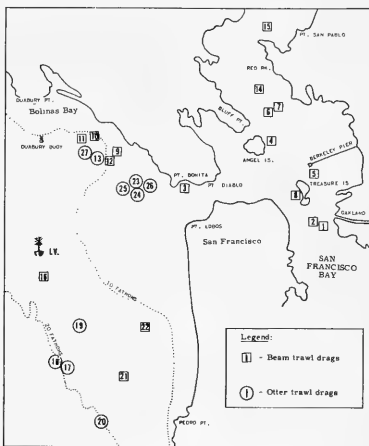 15
PT. SAN PABLO
RED RK.
14
7
6
DUXBURY PT.
Bolinas Bay
BLUFF PT.
DUXBURY BUOY
11
10
27
13
12
9
4
ANGEL IS.
BERKELEY PIER
5
TREASURE IS
8
OAKLAND
2
1
PT. BONITA
3
PT DIABLO
23
25
26
24
PT. LOBOS
San Francisco
SAN
FRANCISCO
BAY
LV.
10 FATHOMS
20 FATHOMS
19
22
17
21
20
PEDRO PT.
Legend:
1 - Beam trawl drags
1 - Otter trawl drags